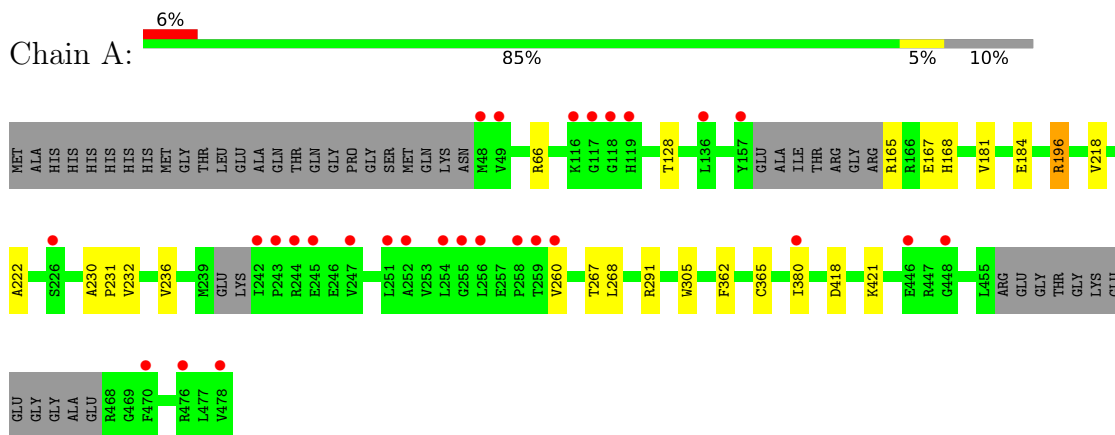 6%
Chain A:
85% 5% 10%
MET ALA HIS HIS HIS HIS HIS HIS MET GLY THR LEU GLU ALA GLN THR GLN GLY PRO GLY SER MET GLN LYS ASN M48 V49 R66 K116 G117 G118 H119 T128 L136 Y157 GLU ALA ILE THR ARG GLY ARG R165 R166 E167 H168 V181 E184 R196 V218
A222 S226 A230 P231 V232 V236 M239 GLU LYS I242 P243 R244 E245 E246 V247 L251 A252 V253 L254 G255 L256 E257 P258 T259 V260 T267 L268 R291 W305 F362 C365 I380 D418 K421 E446 R447 G448 L455 ARG GLU GLY THR GLY LYS GLU
GLU GLY GLY ALA GLU R468 G469 F470 R476 L477 V478